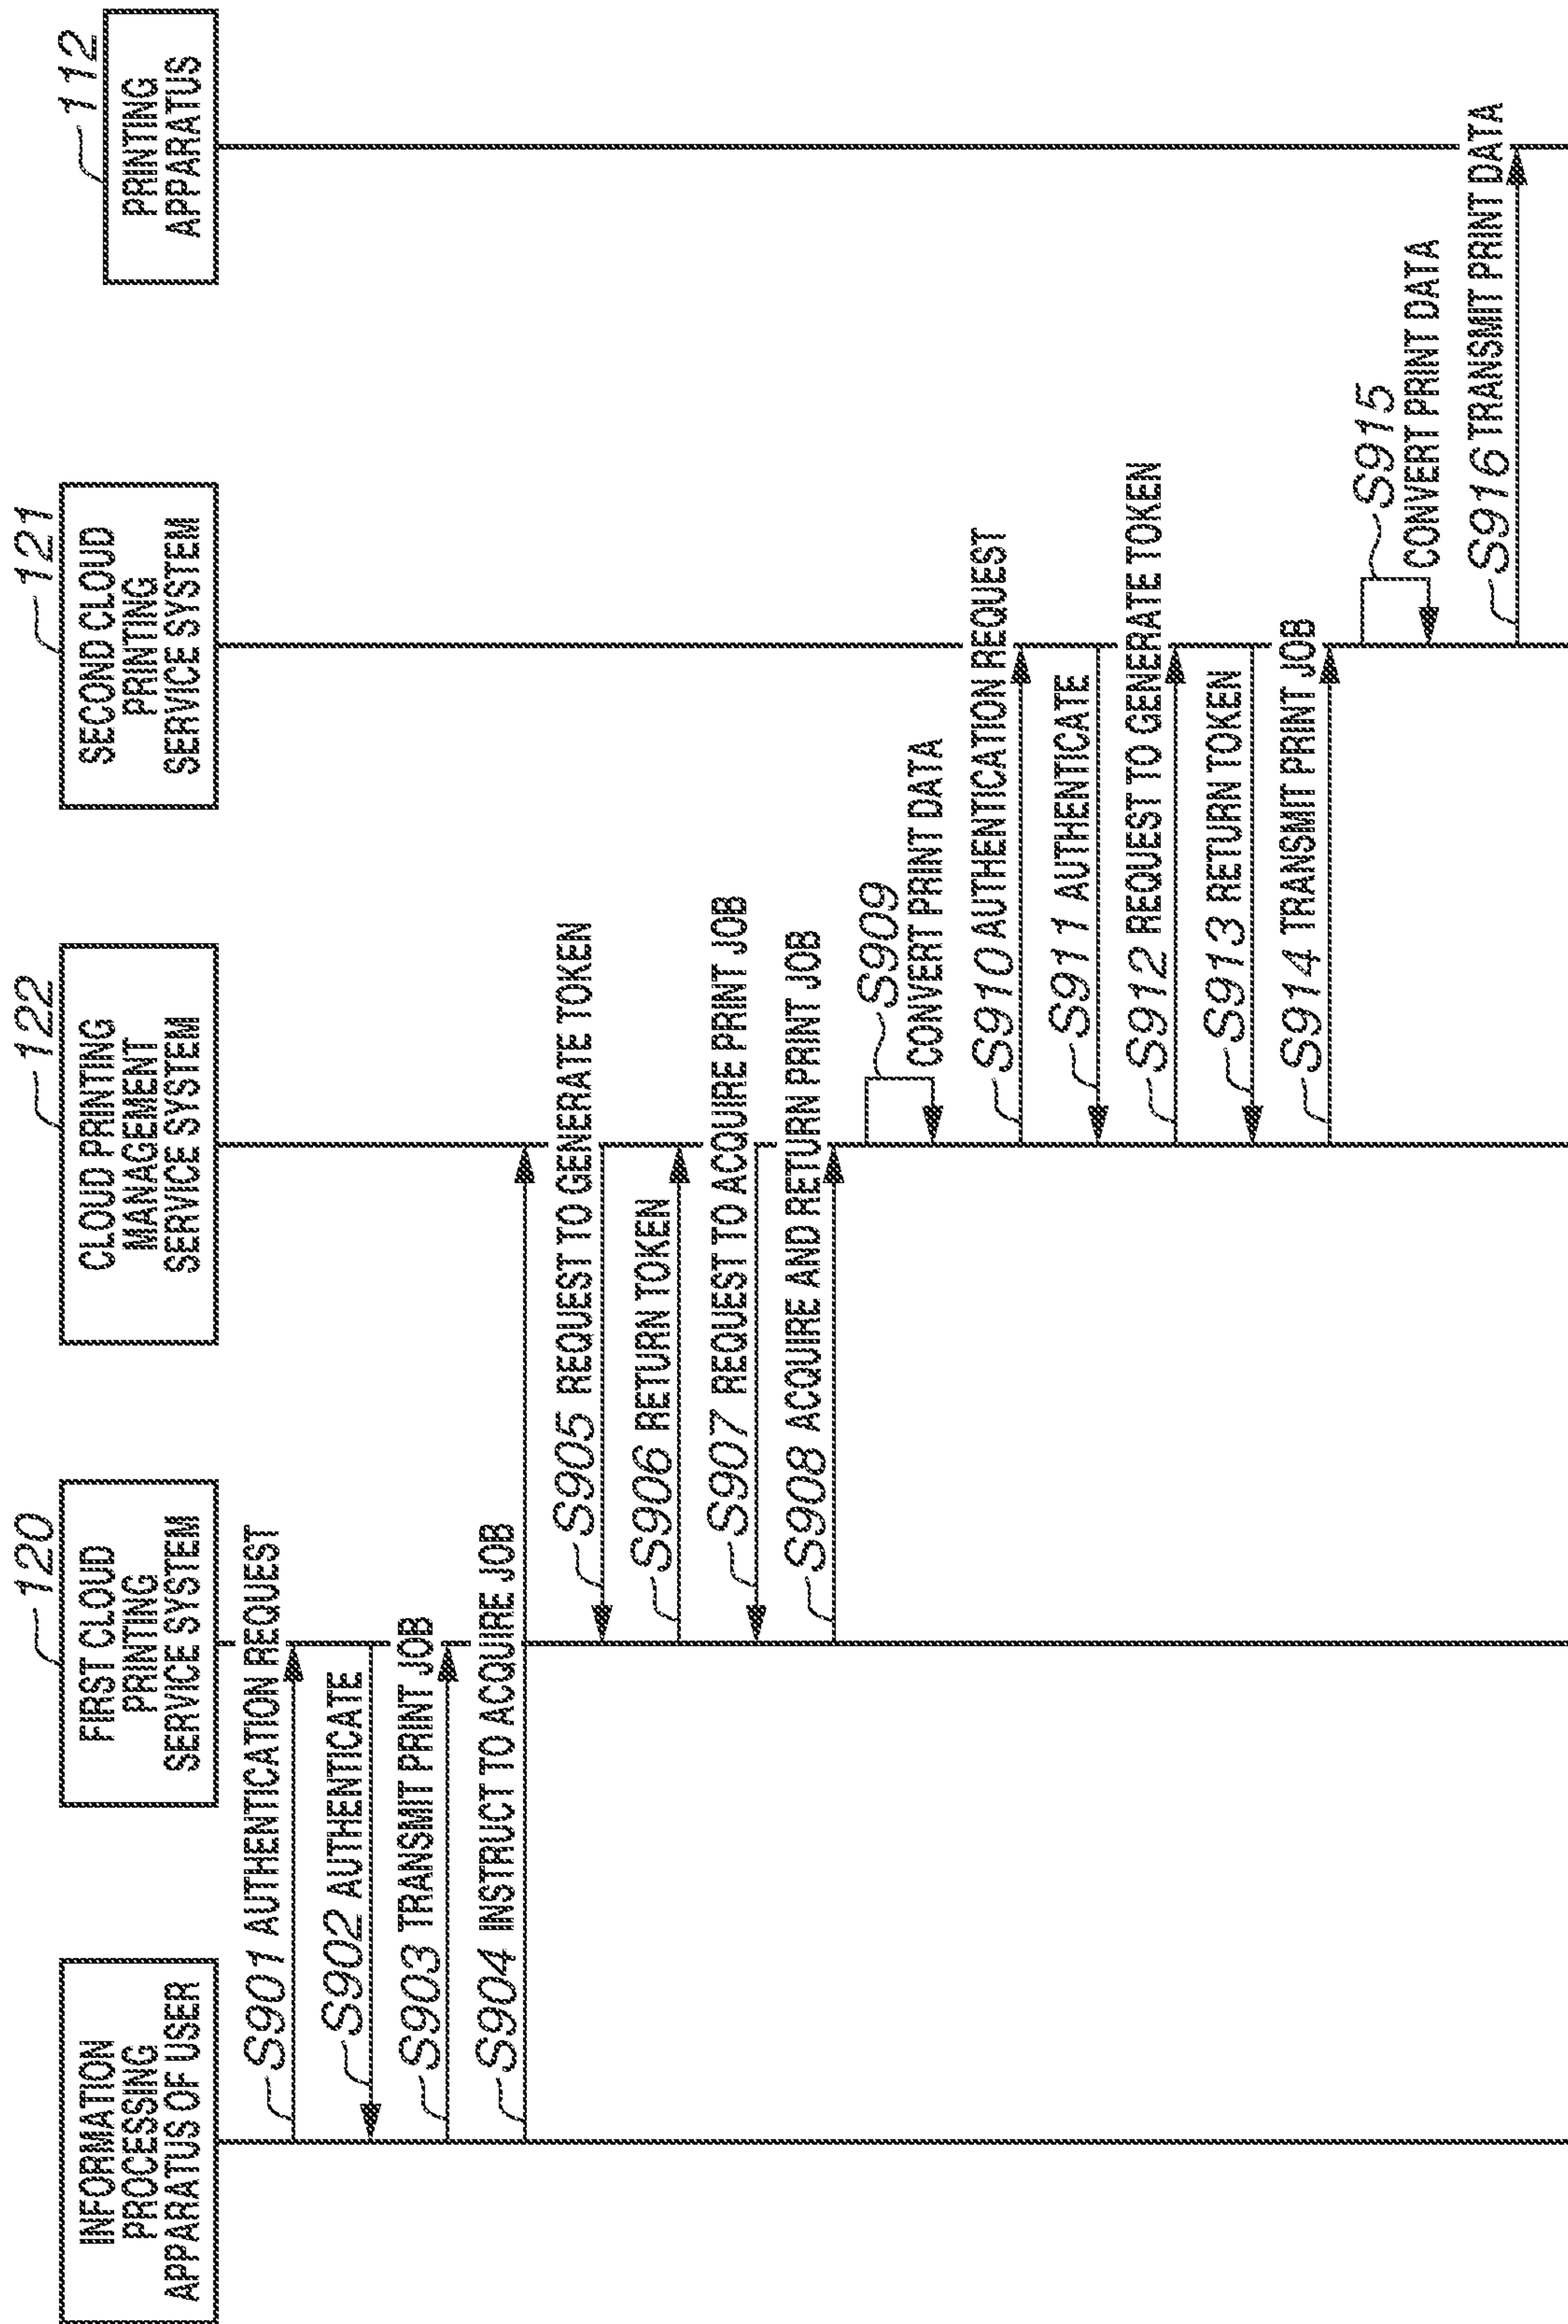 INFORMATION
PROCESSING
APPARATUS OF USER
120
FIRST CLOUD
PRINTING
SERVICE SYSTEM
122
CLOUD PRINTING
MANAGEMENT
SERVICE SYSTEM
121
SECOND CLOUD
PRINTING
SERVICE SYSTEM
112
PRINTING
APPARATUS
S901 AUTHENTICATION REQUEST
S902 AUTHENTICATE
S903 TRANSMIT PRINT JOB
S904 INSTRUCT TO ACQUIRE JOB
S905 REQUEST TO GENERATE TOKEN
S906 RETURN TOKEN
S907 REQUEST TO ACQUIRE PRINT JOB
S908 ACQUIRE AND RETURN PRINT JOB
S909
CONVERT PRINT DATA
S910 AUTHENTICATION REQUEST
S911 AUTHENTICATE
S912 REQUEST TO GENERATE TOKEN
S913 RETURN TOKEN
S914 TRANSMIT PRINT JOB
S915
CONVERT PRINT DATA
S916 TRANSMIT PRINT DATA